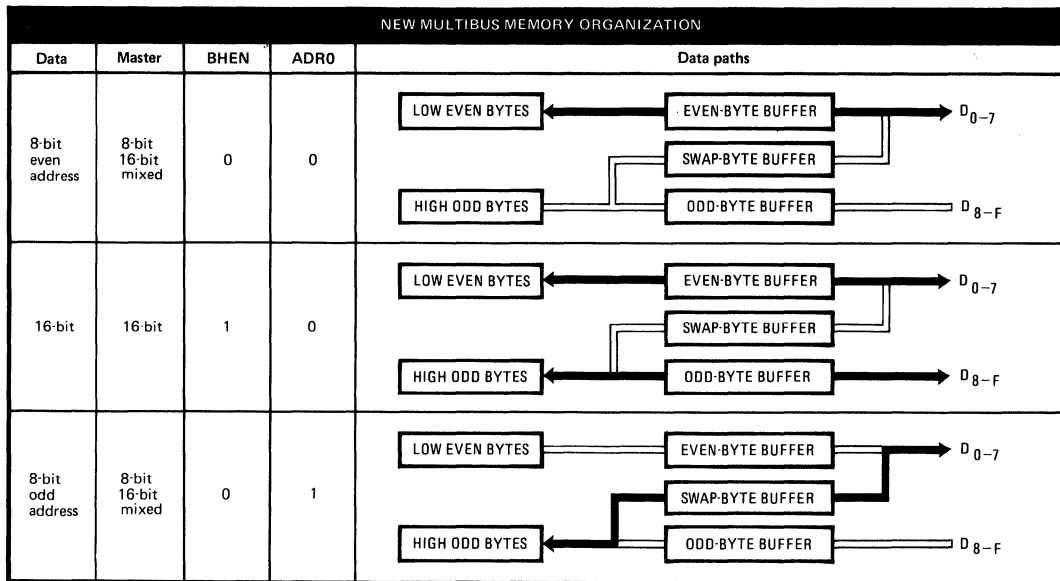 NEW MULTIBUS MEMORY ORGANIZATION
Data Master BHEN ADR0 Data paths
8-bit even address
8-bit 16-bit mixed
0
0
LOW EVEN BYTES EVEN-BYTE BUFFER D0–7
SWAP-BYTE BUFFER
HIGH ODD BYTES ODD-BYTE BUFFER D8–F
16-bit
16-bit
1
0
LOW EVEN BYTES EVEN-BYTE BUFFER D0–7
SWAP-BYTE BUFFER
HIGH ODD BYTES ODD-BYTE BUFFER D8–F
8-bit odd address
8-bit 16-bit mixed
0
1
LOW EVEN BYTES EVEN-BYTE BUFFER D0–7
SWAP-BYTE BUFFER
HIGH ODD BYTES ODD-BYTE BUFFER D8–F